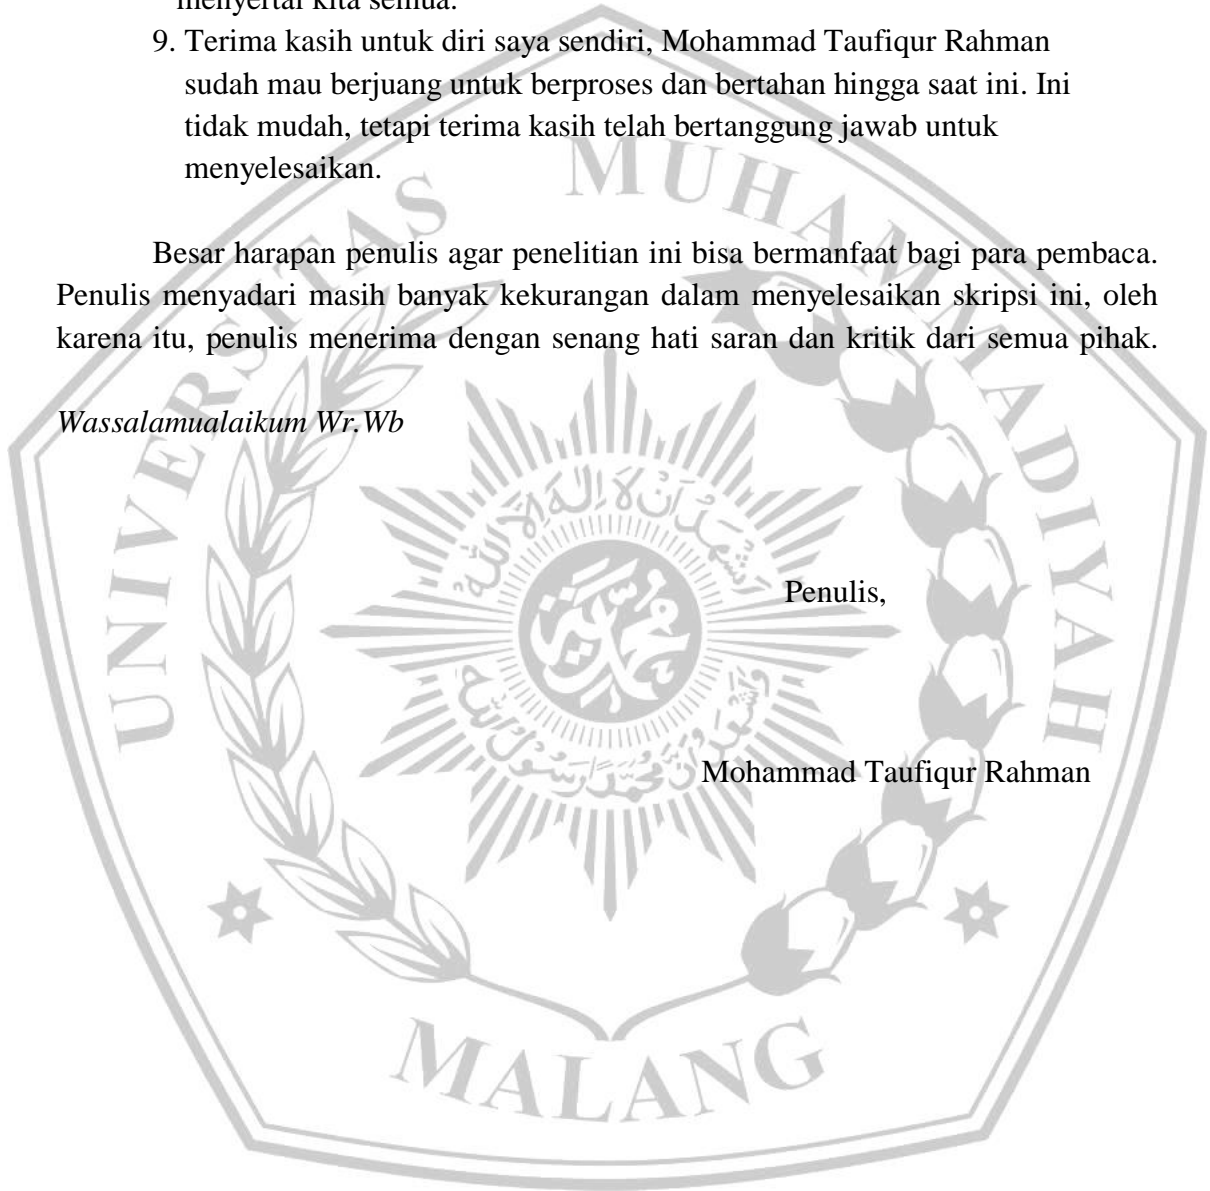 menyertai kita semua.
9. Terima kasih untuk diri saya sendiri, Mohammad Taufiqur Rahman
sudah mau berjuang untuk berproses dan bertahan hingga saat ini. Ini
tidak mudah, tetapi terima kasih telah bertanggung jawab untuk
menyelesaikan.
Besar harapan penulis agar penelitian ini bisa bermanfaat bagi para pembaca.
Penulis menyadari masih banyak kekurangan dalam menyelesaikan skripsi ini, oleh
karena itu, penulis menerima dengan senang hati saran dan kritik dari semua pihak.
Wassalamualaikum Wr.Wb
Penulis,
Mohammad Taufiqur Rahman
UNIVERSITAS MUHAMMADIYAH
MALANG